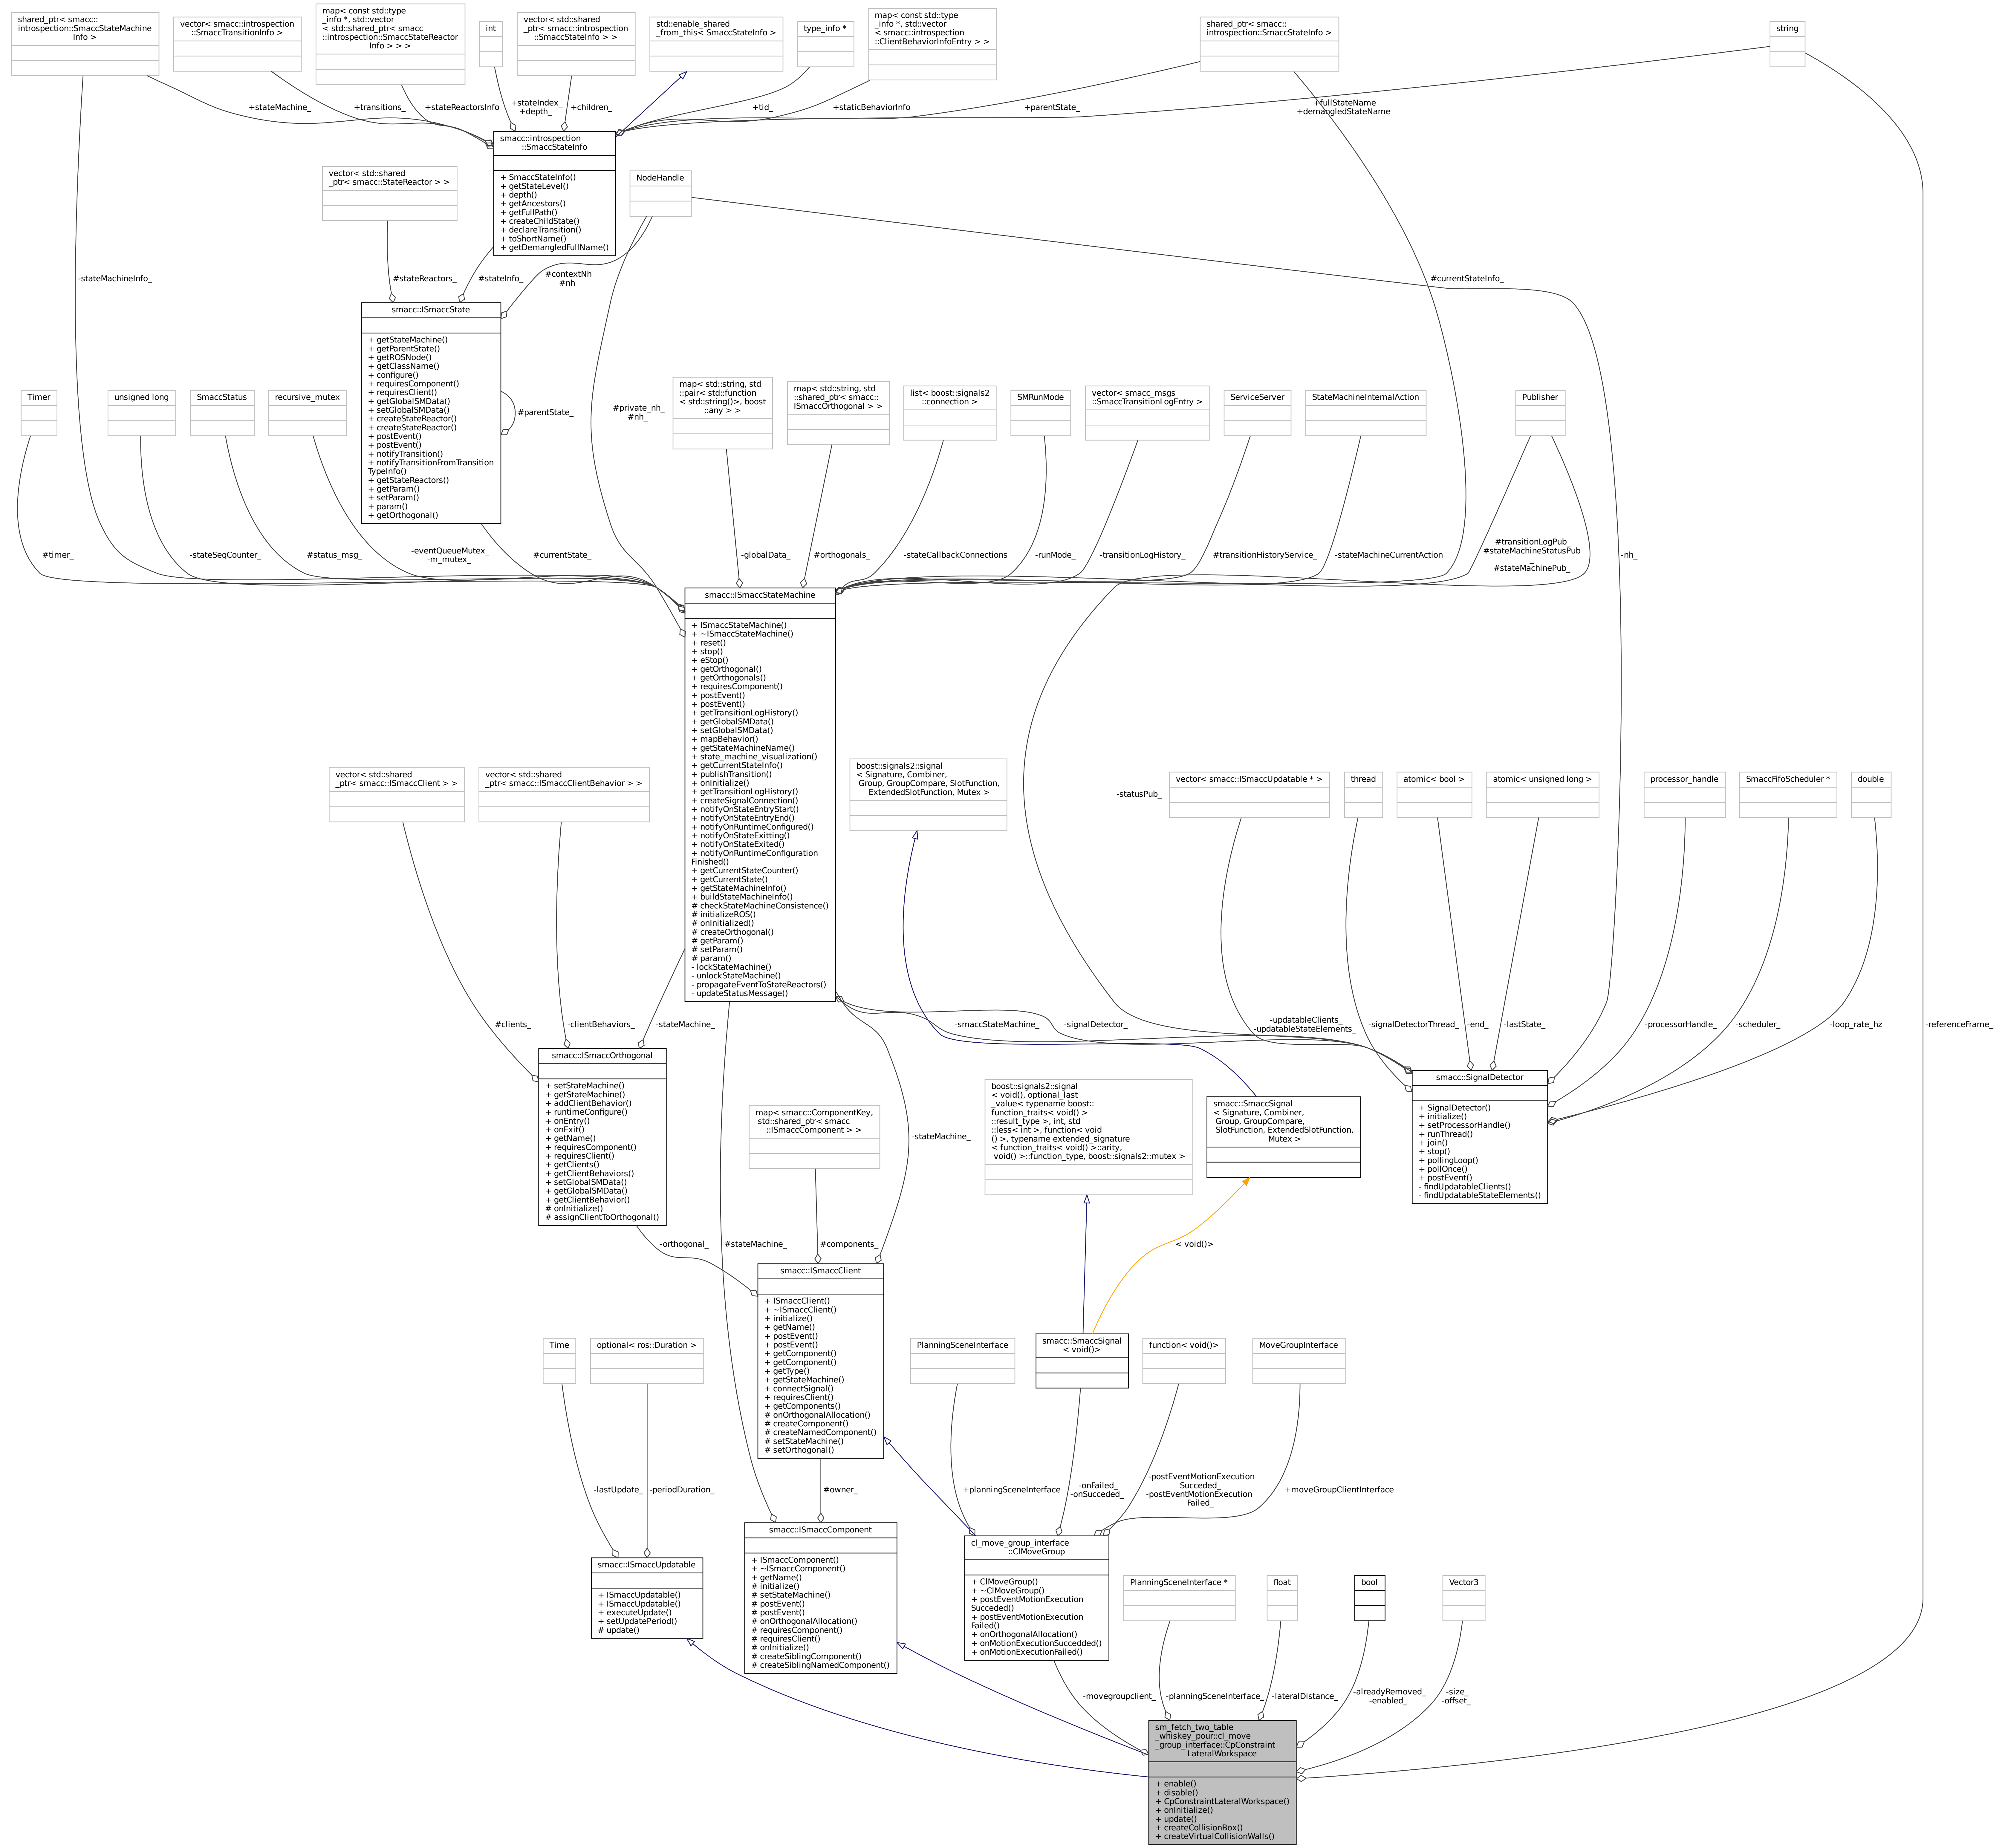 shared_ptr< smacc::
introspection::SmaccStateMachine
Info >
vector< smacc::introspection
::SmaccTransitionInfo >
map< const std::type
_info *, std::vector
< std::shared_ptr< smacc
::introspection::SmaccStateReactor
Info > > >
int
vector< std::shared
_ptr< smacc::introspection
::SmaccStateInfo > >
std::enable_shared
_from_this< SmaccStateInfo >
type_info *
map< const std::type
_info *, std::vector
< smacc::introspection
::ClientBehaviorInfoEntry > >
shared_ptr< smacc::
introspection::SmaccStateInfo >
string
+stateMachine_
+transitions_
+stateReactorsInfo
+stateIndex_
+depth_
+children_
+tid_
+staticBehaviorInfo
+parentState_
+fullStateName
+demangledStateName
smacc::introspection
::SmaccStateInfo
+ SmaccStateInfo()
+ getStateLevel()
+ depth()
+ getAncestors()
+ getFullPath()
+ createChildState()
+ declareTransition()
+ toShortName()
+ getDemangledFullName()
vector< std::shared
_ptr< smacc::StateReactor > >
NodeHandle
-stateMachineInfo_
#stateReactors_
#stateInfo_
#contextNh
#nh
#currentStateInfo_
smacc::ISmaccState
+ getStateMachine()
+ getParentState()
+ getROSNode()
+ getClassName()
+ configure()
+ requiresComponent()
+ requiresClient()
+ getGlobalSMData()
+ setGlobalSMData()
+ createStateReactor()
+ createStateReactor()
+ postEvent()
+ postEvent()
+ notifyTransition()
+ notifyTransitionFromTransition
TypeInfo()
+ getStateReactors()
+ getParam()
+ setParam()
+ param()
+ getOrthogonal()
#parentState_
#private_nh_
#nh_
Timer
unsigned long
SmaccStatus
recursive_mutex
map< std::string, std
::pair< std::function
< std::string()>, boost
::any > >
map< std::string, std
::shared_ptr< smacc::
ISmaccOrthogonal > >
list< boost::signals2
::connection >
SMRunMode
vector< smacc_msgs
::SmaccTransitionLogEntry >
ServiceServer
StateMachineInternalAction
Publisher
#timer_
-stateSeqCounter_
#status_msg_
-eventQueueMutex_
-m_mutex_
#currentState_
-globalData_
#orthogonals_
-stateCallbackConnections
-runMode_
-transitionLogHistory_
#transitionHistoryService_
-stateMachineCurrentAction
#transitionLogPub_
#stateMachineStatusPub
_
#stateMachinePub_
-nh_
smacc::ISmaccStateMachine
+ ISmaccStateMachine()
+ ~ISmaccStateMachine()
+ reset()
+ stop()
+ eStop()
+ getOrthogonal()
+ getOrthogonals()
+ requiresComponent()
+ postEvent()
+ postEvent()
+ getTransitionLogHistory()
+ getGlobalSMData()
+ setGlobalSMData()
+ mapBehavior()
+ getStateMachineName()
+ state_machine_visualization()
+ getCurrentStateInfo()
+ publishTransition()
+ onInitialize()
+ getTransitionLogHistory()
+ createSignalConnection()
+ notifyOnStateEntryStart()
+ notifyOnStateEntryEnd()
+ notifyOnRuntimeConfigured()
+ notifyOnStateExitting()
+ notifyOnStateExited()
+ notifyOnRuntimeConfiguration
Finished()
+ getCurrentStateCounter()
+ getCurrentState()
+ getStateMachineInfo()
+ buildStateMachineInfo()
# checkStateMachineConsistence()
# initializeROS()
# onInitialized()
# createOrthogonal()
# getParam()
# setParam()
# param()
- lockStateMachine()
- unlockStateMachine()
- propagateEventToStateReactors()
- updateStatusMessage()
vector< std::shared
_ptr< smacc::ISmaccClient > >
vector< std::shared
_ptr< smacc::ISmaccClientBehavior > >
boost::signals2::signal
< Signature, Combiner,
Group, GroupCompare, SlotFunction,
ExtendedSlotFunction, Mutex >
-statusPub_
vector< smacc::ISmaccUpdatable * >
thread
atomic< bool >
atomic< unsigned long >
processor_handle
SmaccFifoScheduler *
double
#clients_
-clientBehaviors_
-stateMachine_
-smaccStateMachine_
-signalDetector_
-updatableClients_
-updatableStateElements_
-signalDetectorThread_
-end_
-lastState_
-processorHandle_
-scheduler_
-loop_rate_hz
-referenceFrame_
smacc::ISmaccOrthogonal
+ setStateMachine()
+ getStateMachine()
+ addClientBehavior()
+ runtimeConfigure()
+ onEntry()
+ onExit()
+ getName()
+ requiresComponent()
+ requiresClient()
+ getClients()
+ getClientBehaviors()
+ setGlobalSMData()
+ getGlobalSMData()
+ getClientBehavior()
# onInitialize()
# assignClientToOrthogonal()
map< smacc::ComponentKey,
std::shared_ptr< smacc
::ISmaccComponent > >
-stateMachine_
boost::signals2::signal
< void(), optional_last
_value< typename boost::
function_traits< void() >
::result_type >, int, std
::less< int >, function< void
() >, typename extended_signature
< function_traits< void() >::arity,
void() >::function_type, boost::signals2::mutex >
smacc::SmaccSignal
< Signature, Combiner,
Group, GroupCompare,
SlotFunction, ExtendedSlotFunction,
Mutex >
smacc::SignalDetector
+ SignalDetector()
+ initialize()
+ setProcessorHandle()
+ runThread()
+ join()
+ stop()
+ pollingLoop()
+ pollOnce()
+ postEvent()
- findUpdatableClients()
- findUpdatableStateElements()
-orthogonal_
#stateMachine_
#components_
< void()>
smacc::ISmaccClient
+ ISmaccClient()
+ ~ISmaccClient()
+ initialize()
+ getName()
+ postEvent()
+ postEvent()
+ getComponent()
+ getComponent()
+ getType()
+ getStateMachine()
+ connectSignal()
+ requiresClient()
+ getComponents()
# onOrthogonalAllocation()
# createComponent()
# createNamedComponent()
# setStateMachine()
# setOrthogonal()
Time
optional< ros::Duration >
PlanningSceneInterface
smacc::SmaccSignal
< void()>
function< void()>
MoveGroupInterface
-lastUpdate_
-periodDuration_
#owner_
+planningSceneInterface
-onFailed_
-onSucceded_
-postEventMotionExecution
Succeded_
-postEventMotionExecution
Failed_
+moveGroupClientInterface
smacc::ISmaccUpdatable
+ ISmaccUpdatable()
+ ISmaccUpdatable()
+ executeUpdate()
+ setUpdatePeriod()
# update()
smacc::ISmaccComponent
+ ISmaccComponent()
+ ~ISmaccComponent()
+ getName()
# initialize()
# setStateMachine()
# postEvent()
# postEvent()
# onOrthogonalAllocation()
# requiresComponent()
# requiresClient()
# onInitialize()
# createSiblingComponent()
# createSiblingNamedComponent()
cl_move_group_interface
::ClMoveGroup
+ ClMoveGroup()
+ ~ClMoveGroup()
+ postEventMotionExecution
Succeded()
+ postEventMotionExecution
Failed()
+ onOrthogonalAllocation()
+ onMotionExecutionSuccedded()
+ onMotionExecutionFailed()
PlanningSceneInterface *
float
bool
Vector3
-movegroupclient_
-planningSceneInterface_
-lateralDistance_
-alreadyRemoved_
-enabled_
-size_
-offset_
sm_fetch_two_table
_whiskey_pour::cl_move
_group_interface::CpConstraint
LateralWorkspace
+ enable()
+ disable()
+ CpConstraintLateralWorkspace()
+ onInitialize()
+ update()
+ createCollisionBox()
+ createVirtualCollisionWalls()